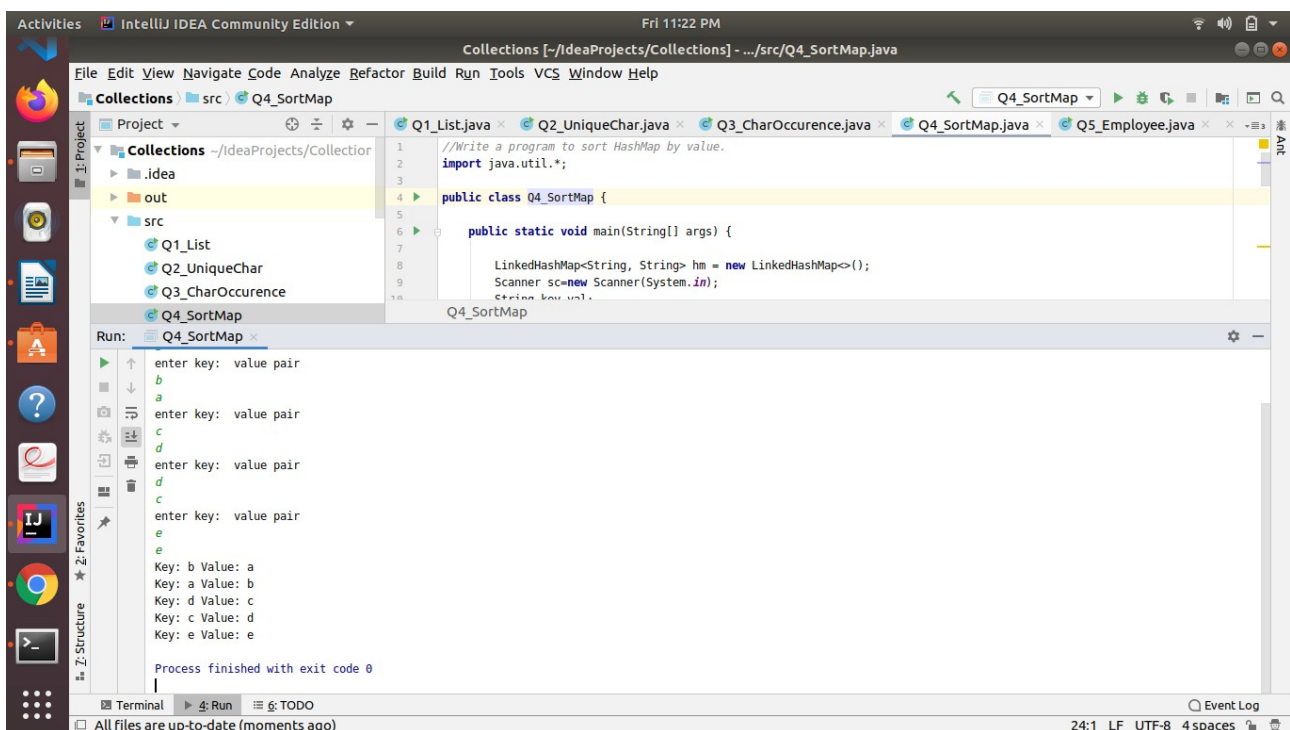 Activities IntelliJ IDEA Community Edition Fri 11:22 PM
Collections [~/IdeaProjects/Collections] - .../src/Q4_SortMap.java
File Edit View Navigate Code Analyze Refactor Build Run Tools VCS Window Help
Collections src Q4_SortMap Q4_SortMap
1: Project
Project
Q1_List.java Q2_UniqueChar.java Q3_CharOccurence.java Q4_SortMap.java Q5_Employee.java
Ant
Collections ~/IdeaProjects/Collection
.idea
out
src
Q1_List
Q2_UniqueChar
Q3_CharOccurence
Q4_SortMap
1 //Write a program to sort HashMap by value.
2 import java.util.*;
3
4 public class Q4_SortMap {
5
6 public static void main(String[] args) {
7
8 LinkedHashMap<String, String> hm = new LinkedHashMap<>();
9 Scanner sc=new Scanner(System.in);
10 String key,val;
Q4_SortMap
Run: Q4_SortMap
enter key: value pair
b
a
enter key: value pair
c
d
enter key: value pair
d
c
enter key: value pair
e
e
Key: b Value: a
Key: a Value: b
Key: d Value: c
Key: c Value: d
Key: e Value: e
Process finished with exit code 0
2: Favorites
7: Structure
Terminal 4: Run 6: TODO Event Log
All files are up-to-date (moments ago) 24:1 LF UTF-8 4 spaces